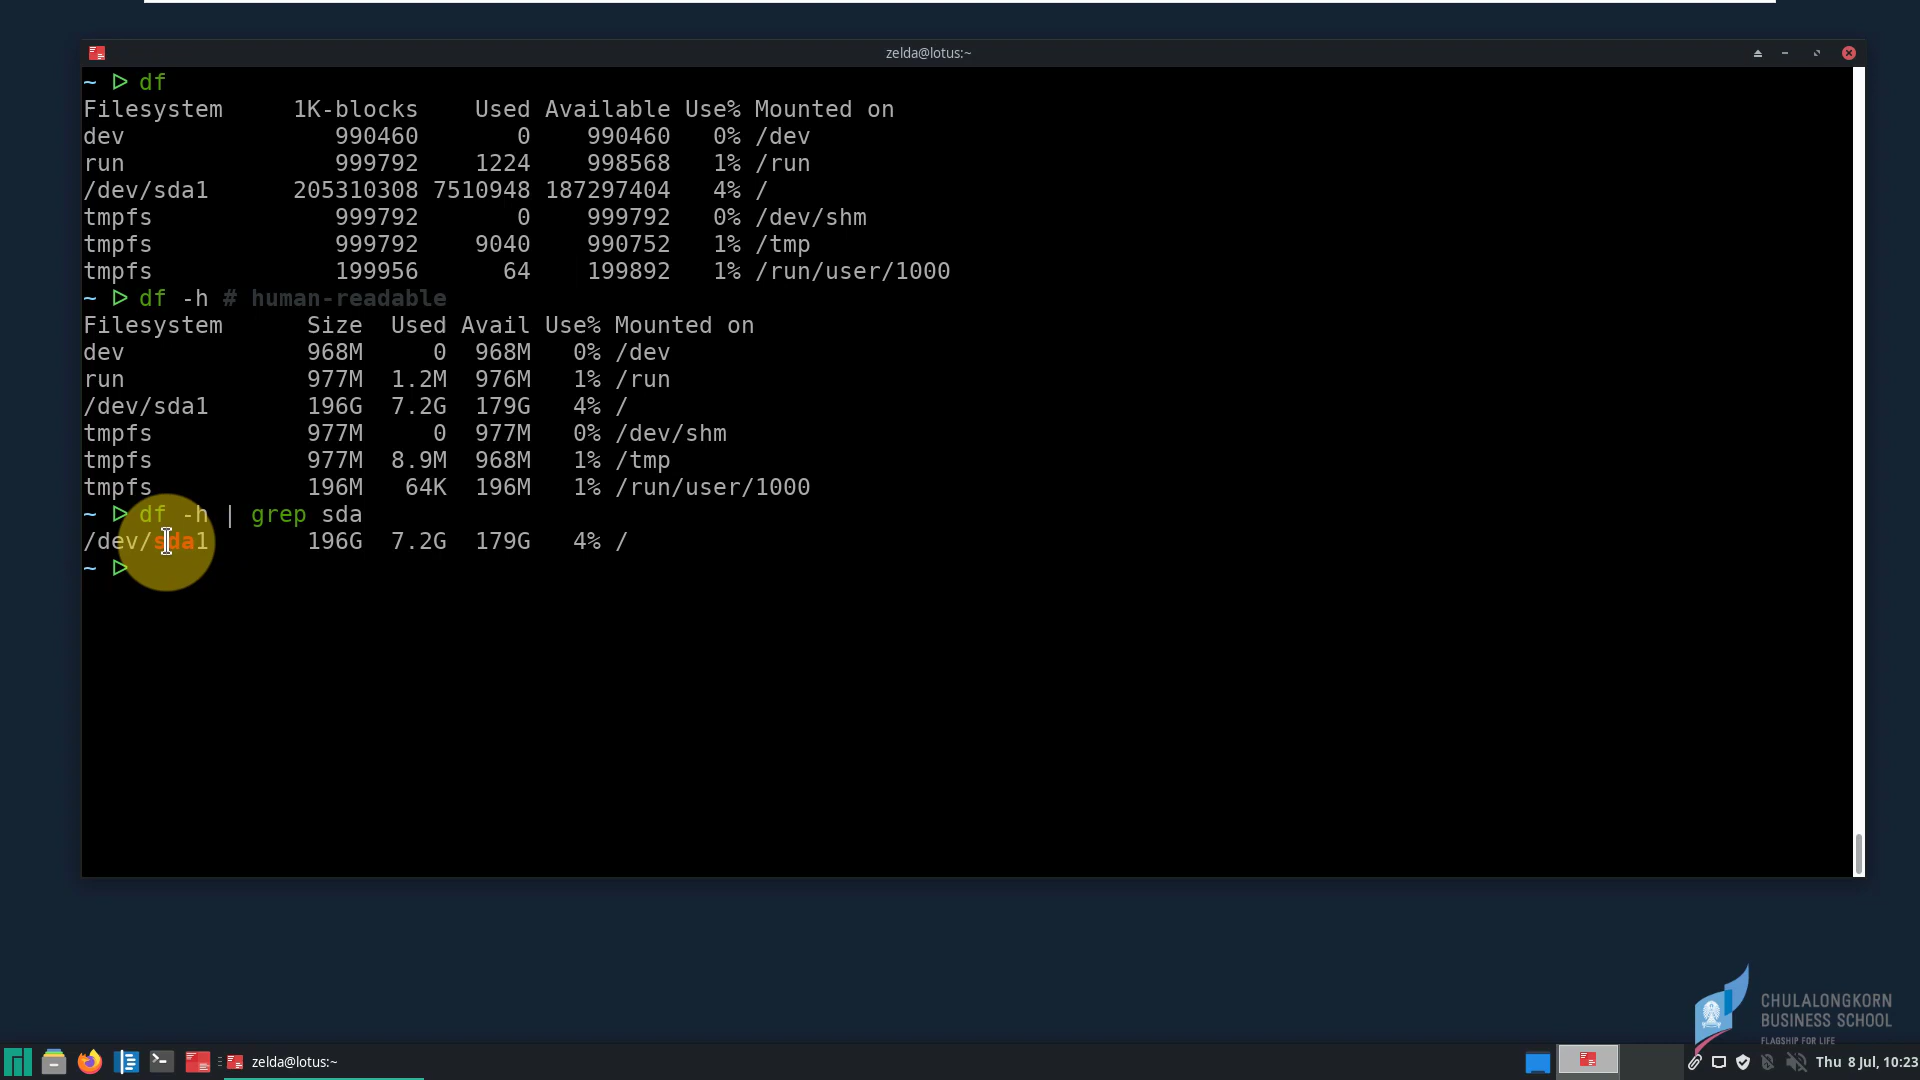 zelda@lotus:~
~ ▷ df
Filesystem     1K-blocks    Used Available Use% Mounted on
dev               990460       0    990460   0% /dev
run               999792    1224    998568   1% /run
/dev/sda1      205310308 7510948 187297404   4% /
tmpfs             999792       0    999792   0% /dev/shm
tmpfs             999792    9040    990752   1% /tmp
tmpfs             199956      64    199892   1% /run/user/1000
~ ▷ df -h # human-readable
Filesystem      Size  Used Avail Use% Mounted on
dev             968M     0  968M   0% /dev
run             977M  1.2M  976M   1% /run
/dev/sda1       196G  7.2G  179G   4% /
tmpfs           977M     0  977M   0% /dev/shm
tmpfs           977M  8.9M  968M   1% /tmp
tmpfs           196M   64K  196M   1% /run/user/1000
~ ▷ df -h | grep sda
/dev/sda1       196G  7.2G  179G   4% /
~ ▷
CHULALONGKORN
BUSINESS SCHOOL
FLAGSHIP FOR LIFE
zelda@lotus:~
Thu 8 Jul, 10:23